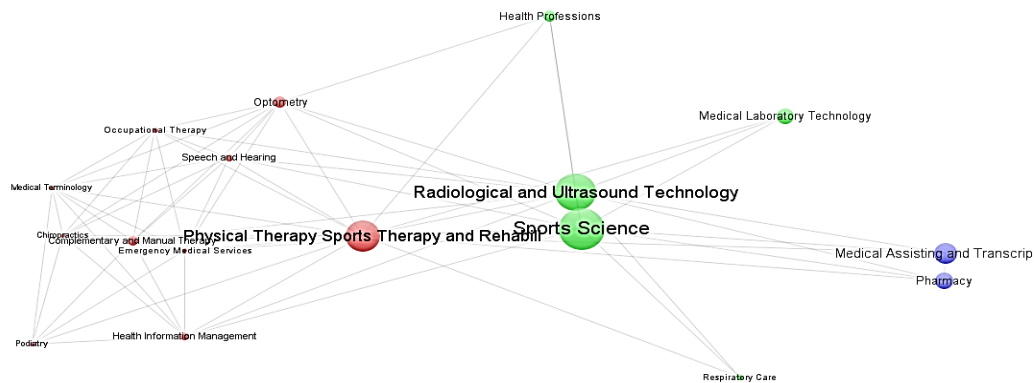 Health Professions
Optometry
Medical Laboratory Technology
Occupational Therapy
Speech and Hearing
Medical Terminology
Radiological and Ultrasound Technology
Sports Science
Chiropractics
Physical Therapy Sports Therapy and Rehabili
Complementary and Manual Therapy
Emergency Medical Services
Medical Assisting and Transcrip
Pharmacy
Health Information Management
Podiatry
Respiratory Care